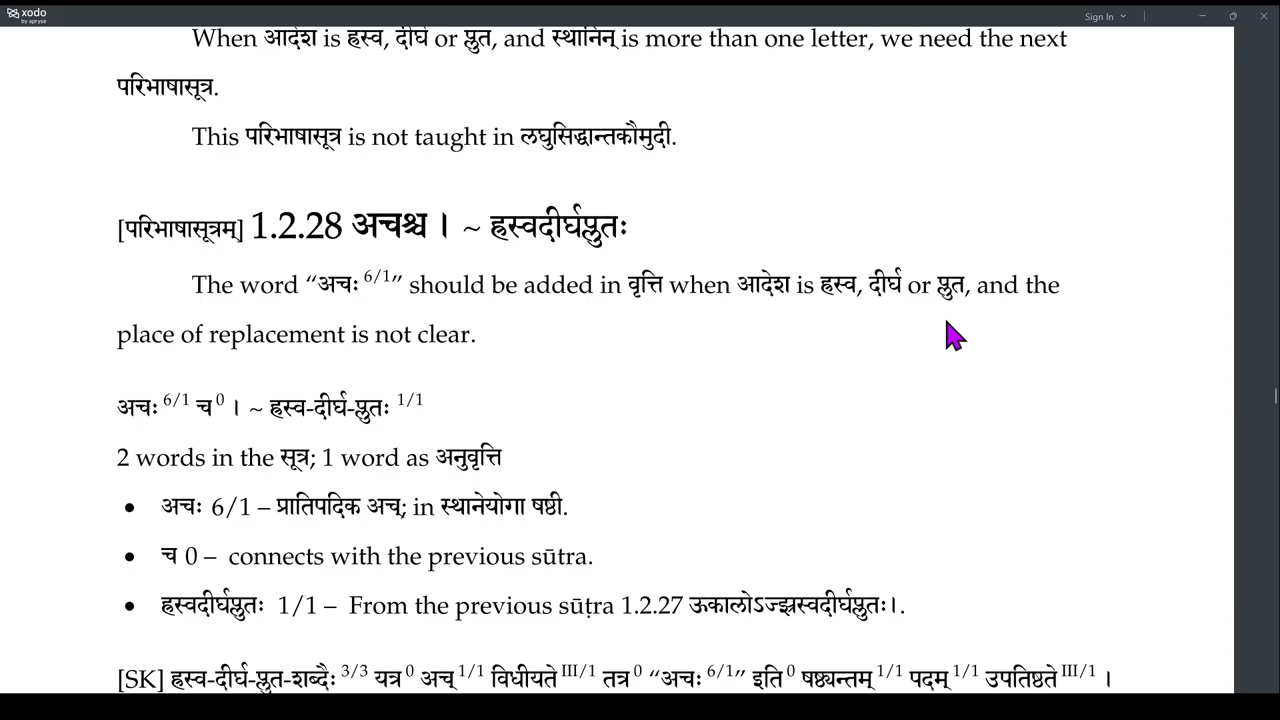 xodo
by apryse
Sign In
When आदेश is ह्रस्व, दीर्घ or प्लुत, and स्थानिन् is more than one letter, we need the next
परिभाषासूत्र.
This परिभाषासूत्र is not taught in लघुसिद्धान्तकौमुदी.
[परिभाषासूत्रम्] 1.2.28 अचश्च । ~ ह्रस्वदीर्घप्लुतः
The word “अचः 6/1” should be added in वृत्ति when आदेश is ह्रस्व, दीर्घ or प्लुत, and the
place of replacement is not clear.
अचः 6/1 च 0 । ~ ह्रस्व-दीर्घ-प्लुतः 1/1
2 words in the सूत्र; 1 word as अनुवृत्ति
• अचः 6/1 – प्रातिपदिक अच्; in स्थानेयोगा षष्ठी.
• च 0 – connects with the previous sūtra.
• ह्रस्वदीर्घप्लुतः 1/1 – From the previous sūṭra 1.2.27 ऊकालोऽज्झ्रस्वदीर्घप्लुतः।.
[SK] ह्रस्व-दीर्घ-प्लुत-शब्दैः 3/3 यत्र 0 अच् 1/1 विधीयते III/1 तत्र 0 “अचः 6/1” इति 0 षष्ठ्यन्तम् 1/1 पदम् 1/1 उपतिष्ठते III/1 ।